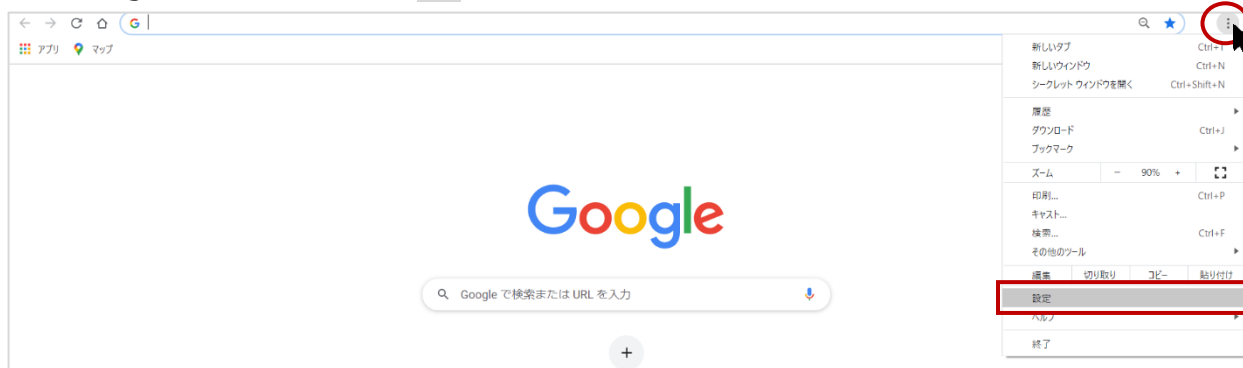 G
アプリ マップ
Google
Google で検索または URL を入力
新しいタブ Ctrl+T
新しいウィンドウ Ctrl+N
シークレット ウィンドウを開く Ctrl+Shift+N
履歴
ダウンロード Ctrl+J
ブックマーク
ズーム − 90% +
印刷... Ctrl+P
キャスト...
検索... Ctrl+F
その他のツール
編集 切り取り コピー 貼り付け
設定
ヘルプ
終了